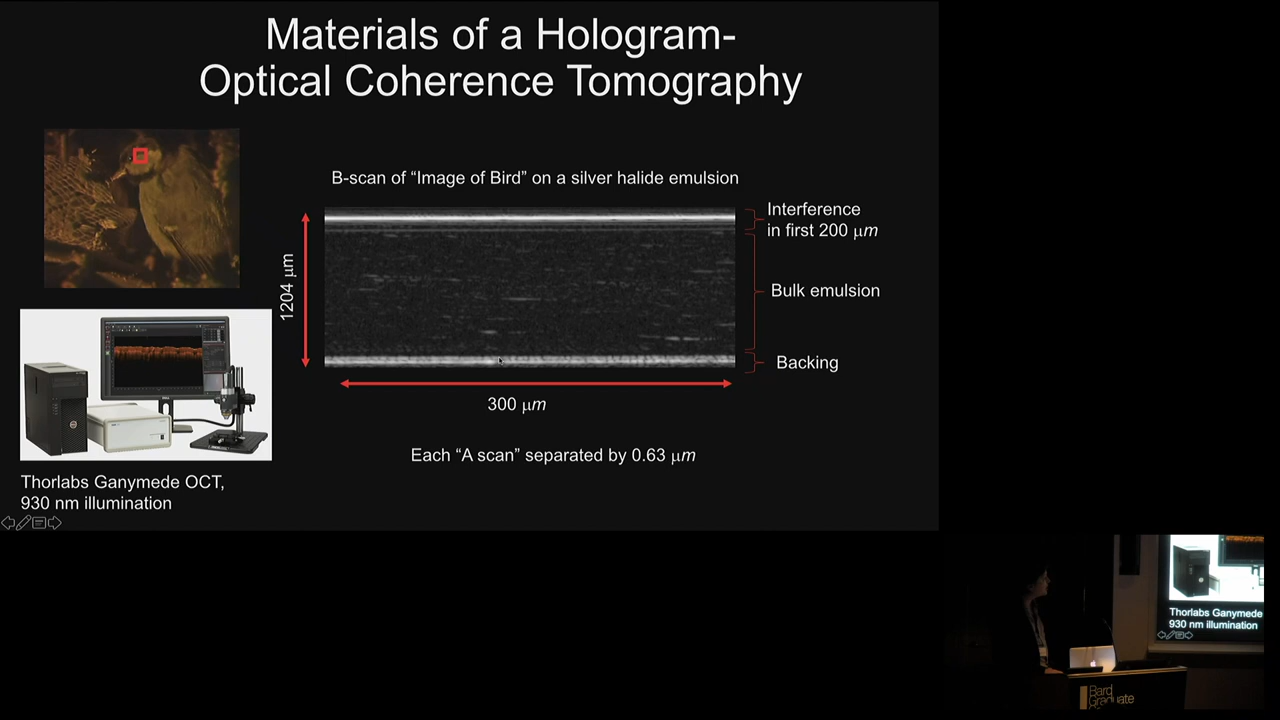 Materials of a Hologram-
Optical Coherence Tomography
B-scan of “Image of Bird” on a silver halide emulsion
1204 μm
Interference
in first 200 μm
Bulk emulsion
Backing
300 μm
Each “A scan” separated by 0.63 μm
Thorlabs Ganymede OCT,
930 nm illumination
Thorlabs Ganymede
930 nm illumination
Bard
Graduate